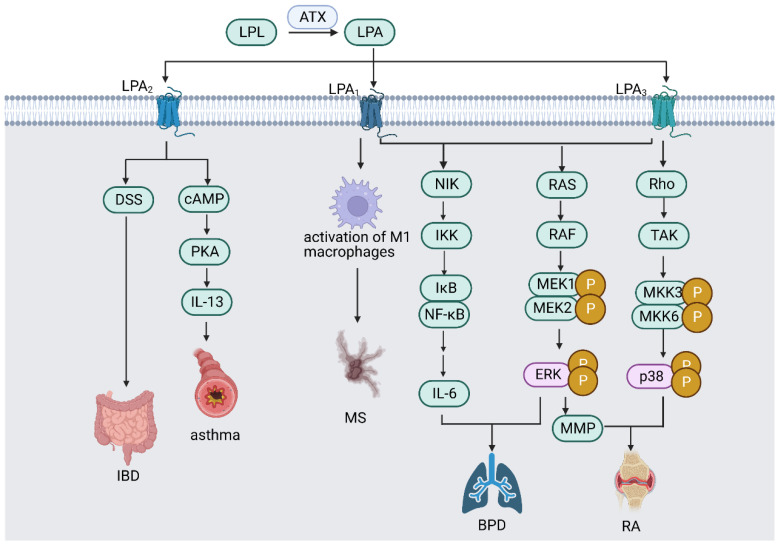 ATX
LPL
LPA
LPA2
LPA1
LPA3
DSS
cAMP
NIK
RAS
Rho
activation of M1
macrophages
PKA
IKK
RAF
TAK
IL-13
IκB
NF-κB
MEK1
P
MEK2
P
MKK3
P
MKK6
P
ERK
P
P
p38
P
P
IL-6
MS
asthma
MMP
IBD
BPD
RA